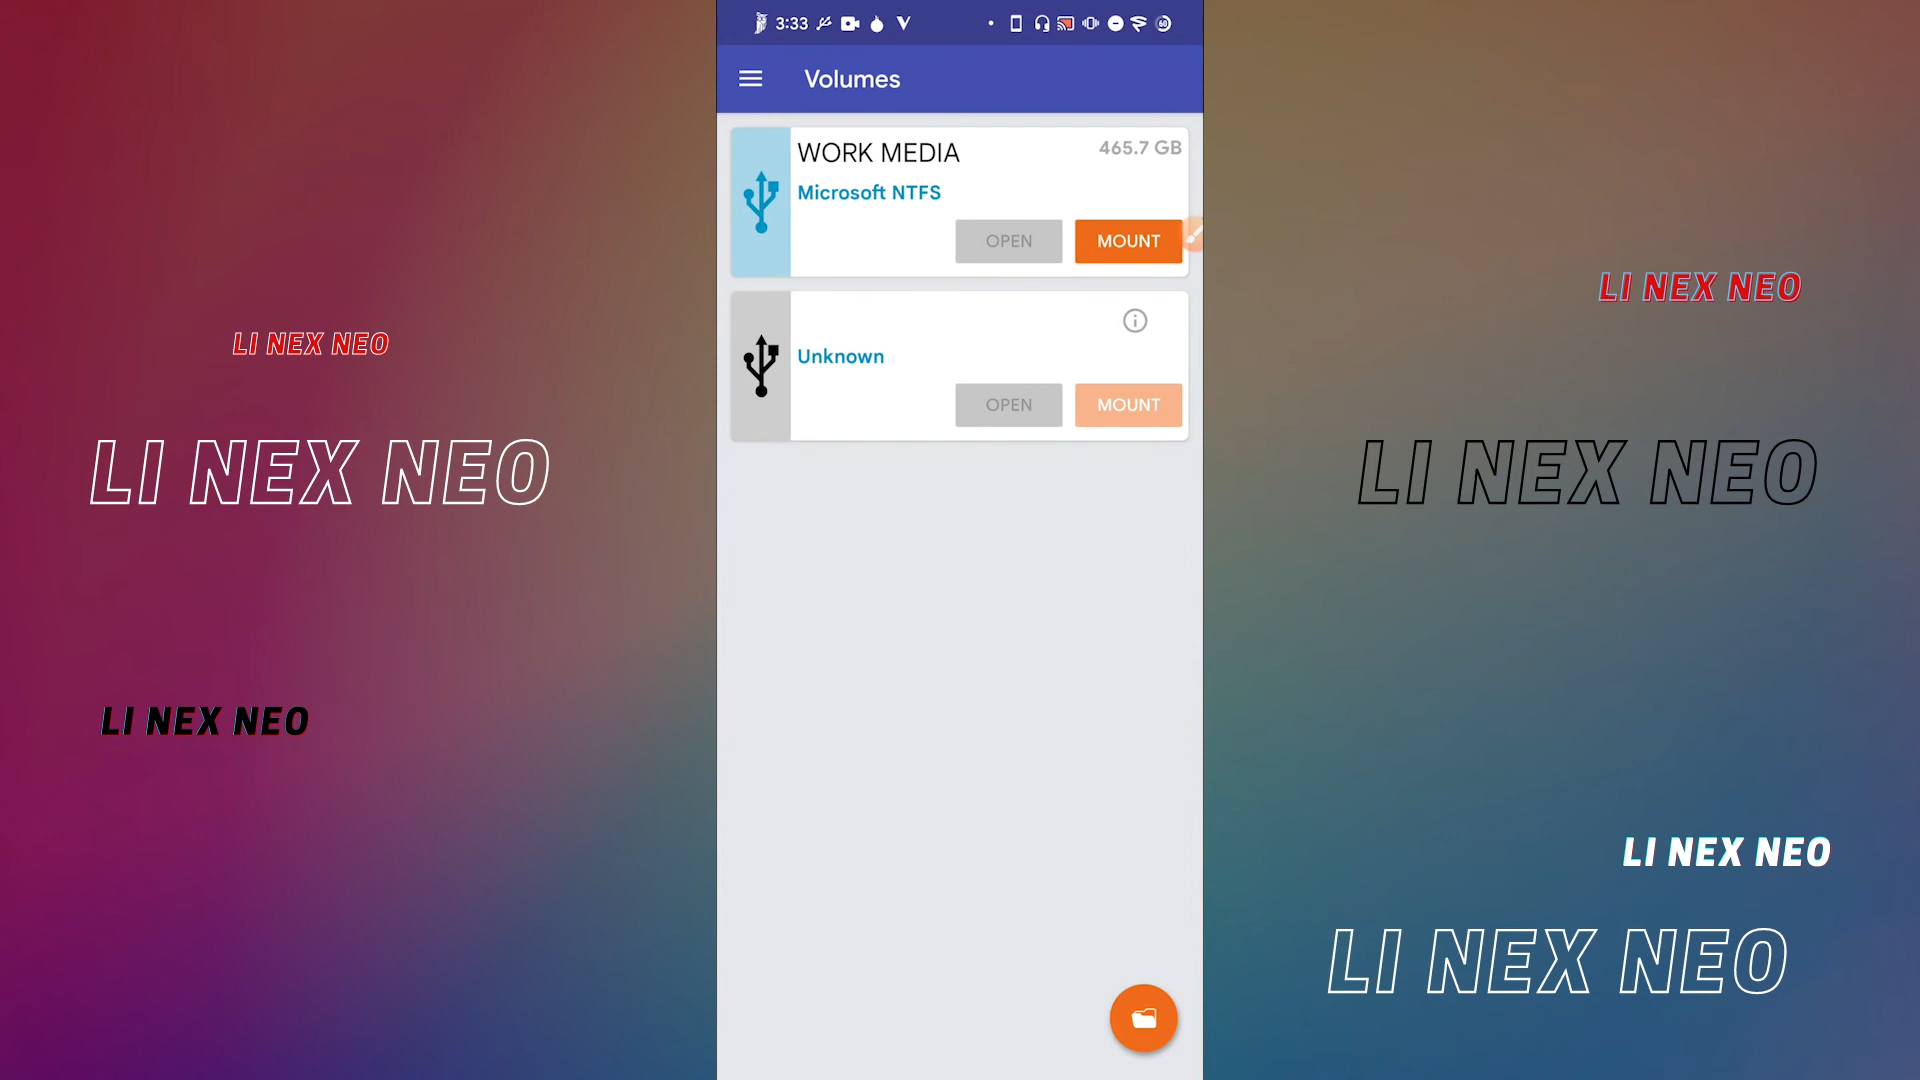 3:33
60
Volumes
WORK MEDIA
465.7 GB
Microsoft NTFS
OPEN
MOUNT
Unknown
OPEN
MOUNT
LI NEX NEO
LI NEX NEO
LI NEX NEO
LI NEX NEO
LI NEX NEO
LI NEX NEO
LI NEX NEO